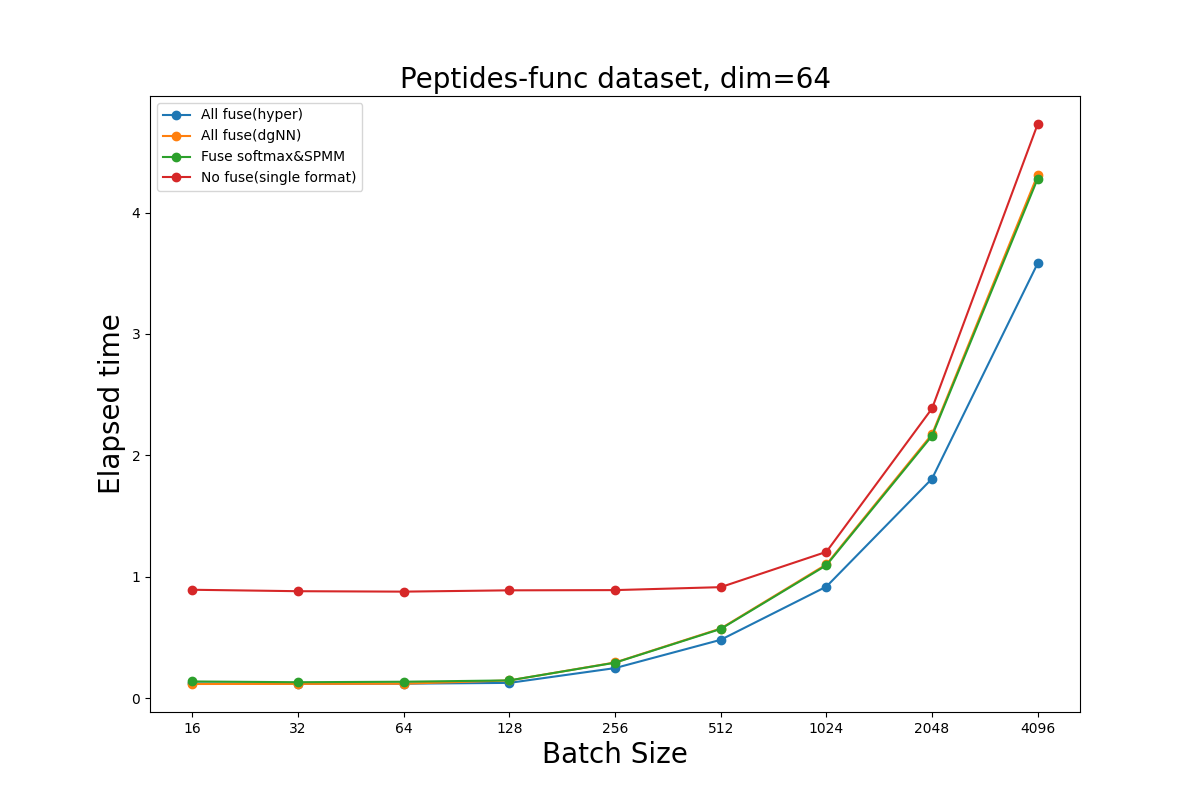 Peptides-func dataset, dim=64
All fuse(hyper)
All fuse(dgNN)
Fuse softmax&SPMM
No fuse(single format)
4
3
2
1
0
Elapsed time
16 32 64 128 256 512 1024 2048 4096
Batch Size